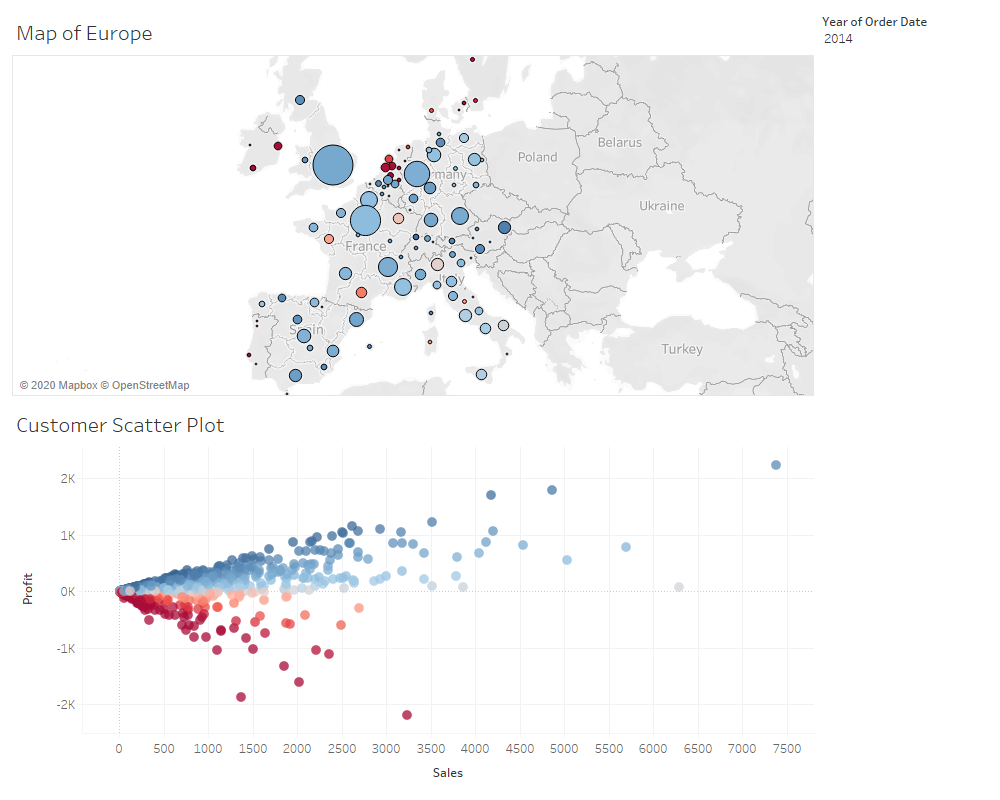 Map of Europe
Year of Order Date
2014
Belarus
Poland
Ukraine
France
Spain
Turkey
© 2020 Mapbox © OpenStreetMap
Customer Scatter Plot
2K
1K
0K
-1K
-2K
Profit
0 500 1000 1500 2000 2500 3000 3500 4000 4500 5000 5500 6000 6500 7000 7500
Sales